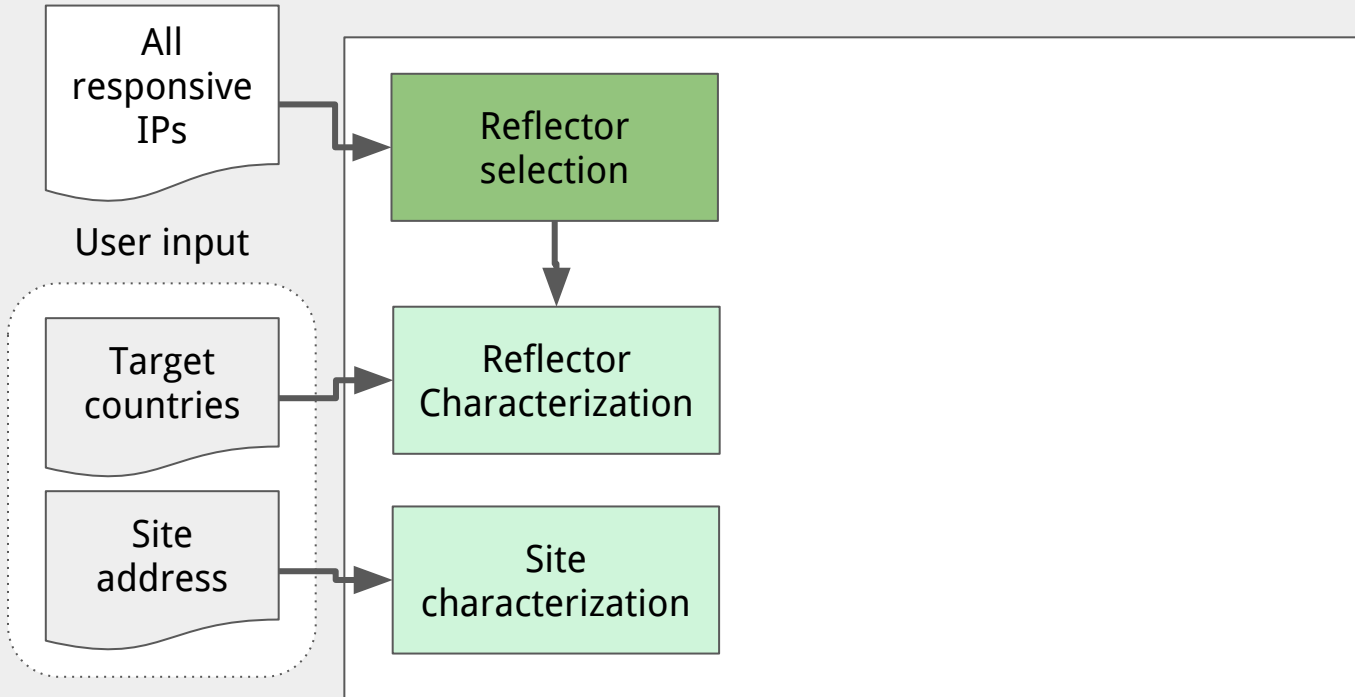 All
responsive
IPs
Reflector
selection
User input
Target
countries
Reflector
Characterization
Site
address
Site
characterization